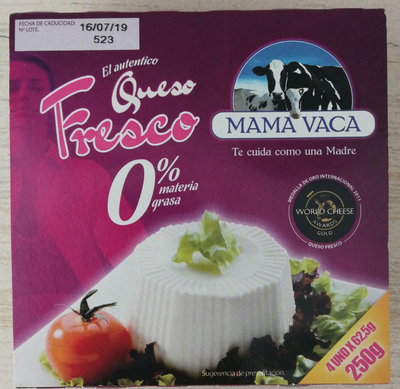 FECHA DE CADUCIDAD:
Nº LOTE.
16/07/19
523
El autentico
Queso
Fresco
0%
materia
grasa
MAMA VACA
Te cuida como una Madre
MEDALLA DE ORO INTERNACIONAL 2011
WORLD CHEESE
AWARDS
GOLD
QUESO FRESCO
4 UND X 62,5g
250g
Sugerencia de presentación.